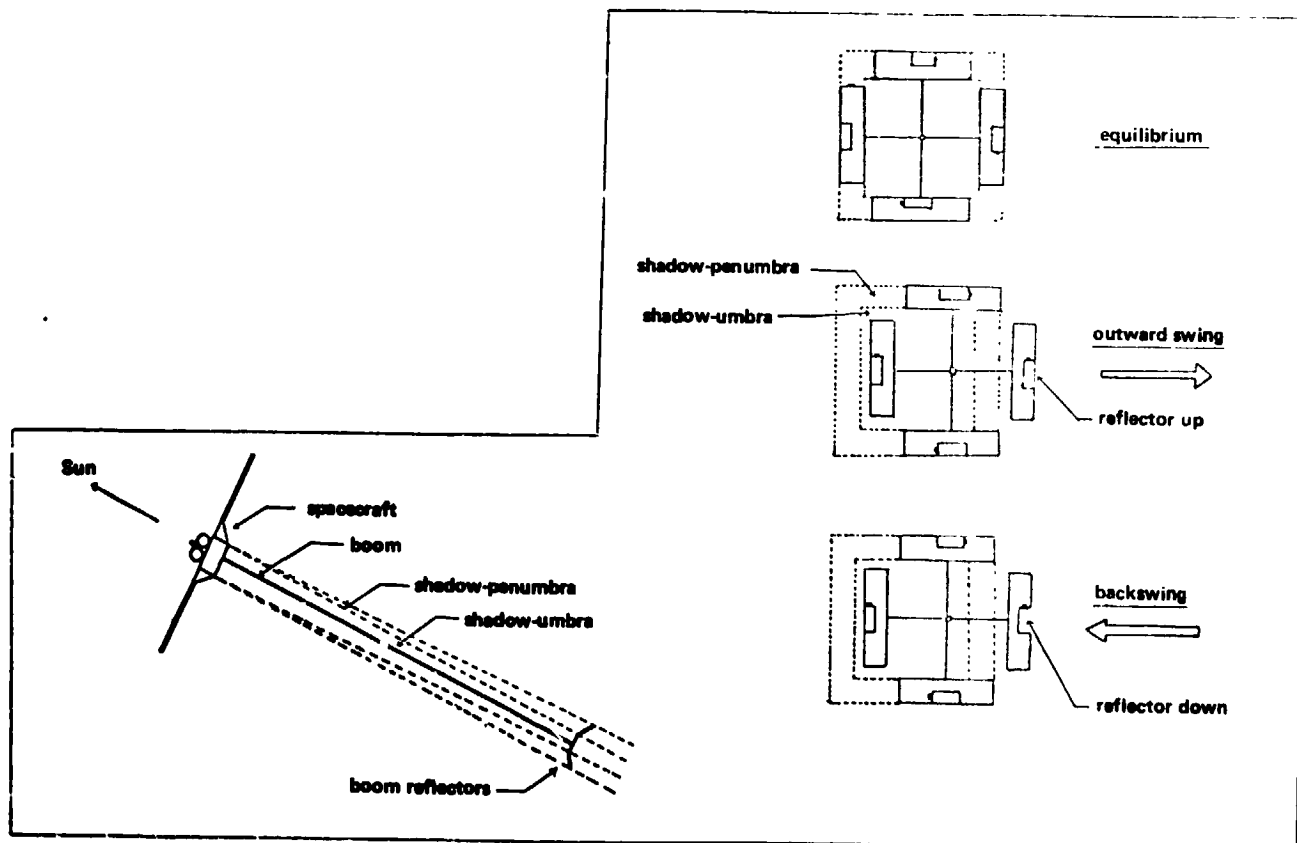 equilibrium
shadow-penumbra
shadow-umbra
outward swing
reflector up
backswing
reflector down
Sun
spacecraft
boom
shadow-penumbra
shadow-umbra
boom reflectors